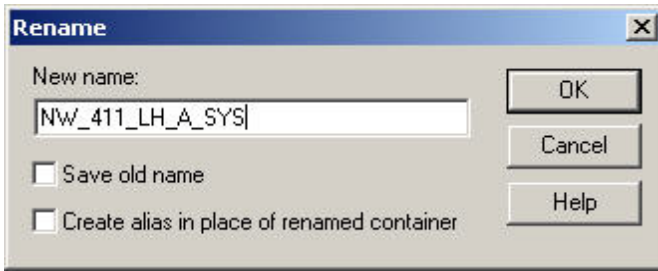 Rename
New name:
OK
NW_411_LH_A_SYS
Cancel
Save old name
Help
Create alias in place of renamed container